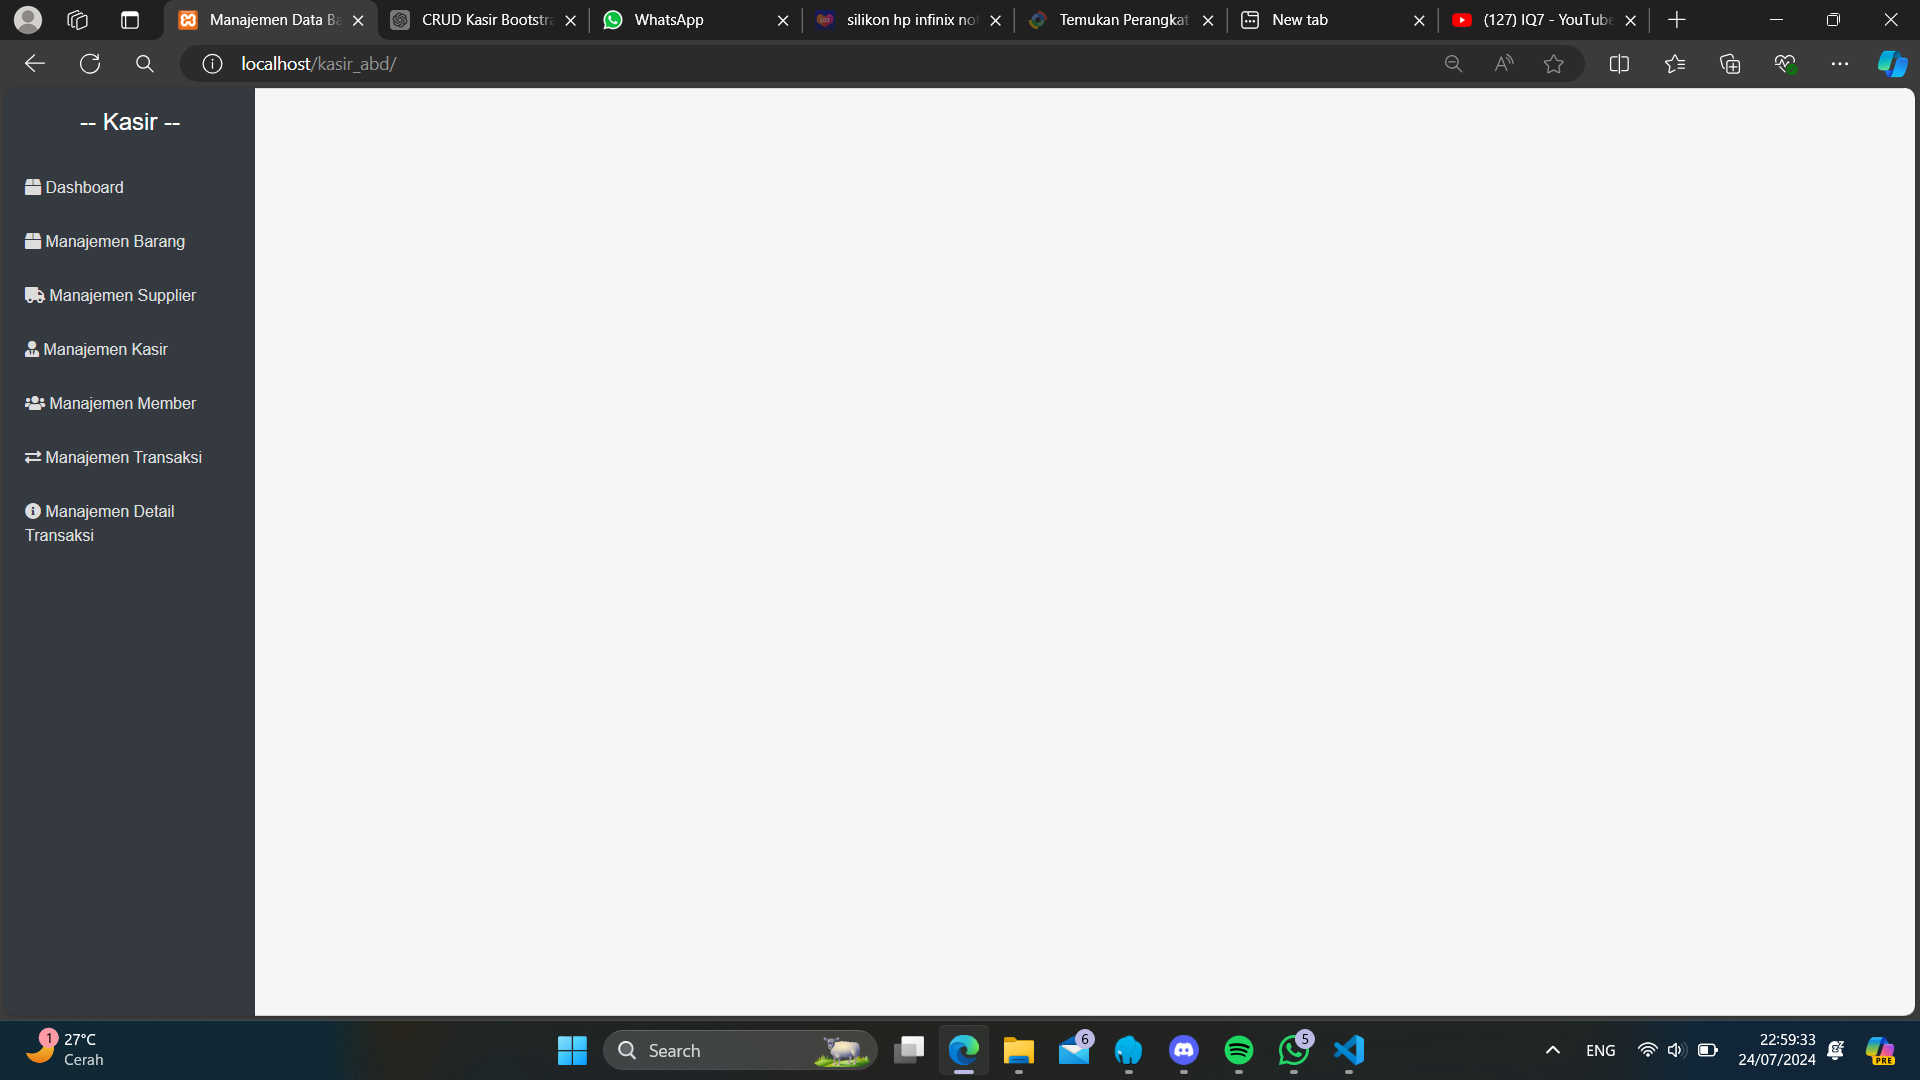 Manajemen Data Ba
CRUD Kasir Bootstra
WhatsApp
silikon hp infinix not
Temukan Perangkat
New tab
(127) IQ7 - YouTube
localhost/kasir_abd/
-- Kasir --
Dashboard
Manajemen Barang
Manajemen Supplier
Manajemen Kasir
Manajemen Member
Manajemen Transaksi
Manajemen Detail
Transaksi
1
27°C
Cerah
Search
6
5
ENG
22:59:33
24/07/2024
PRE